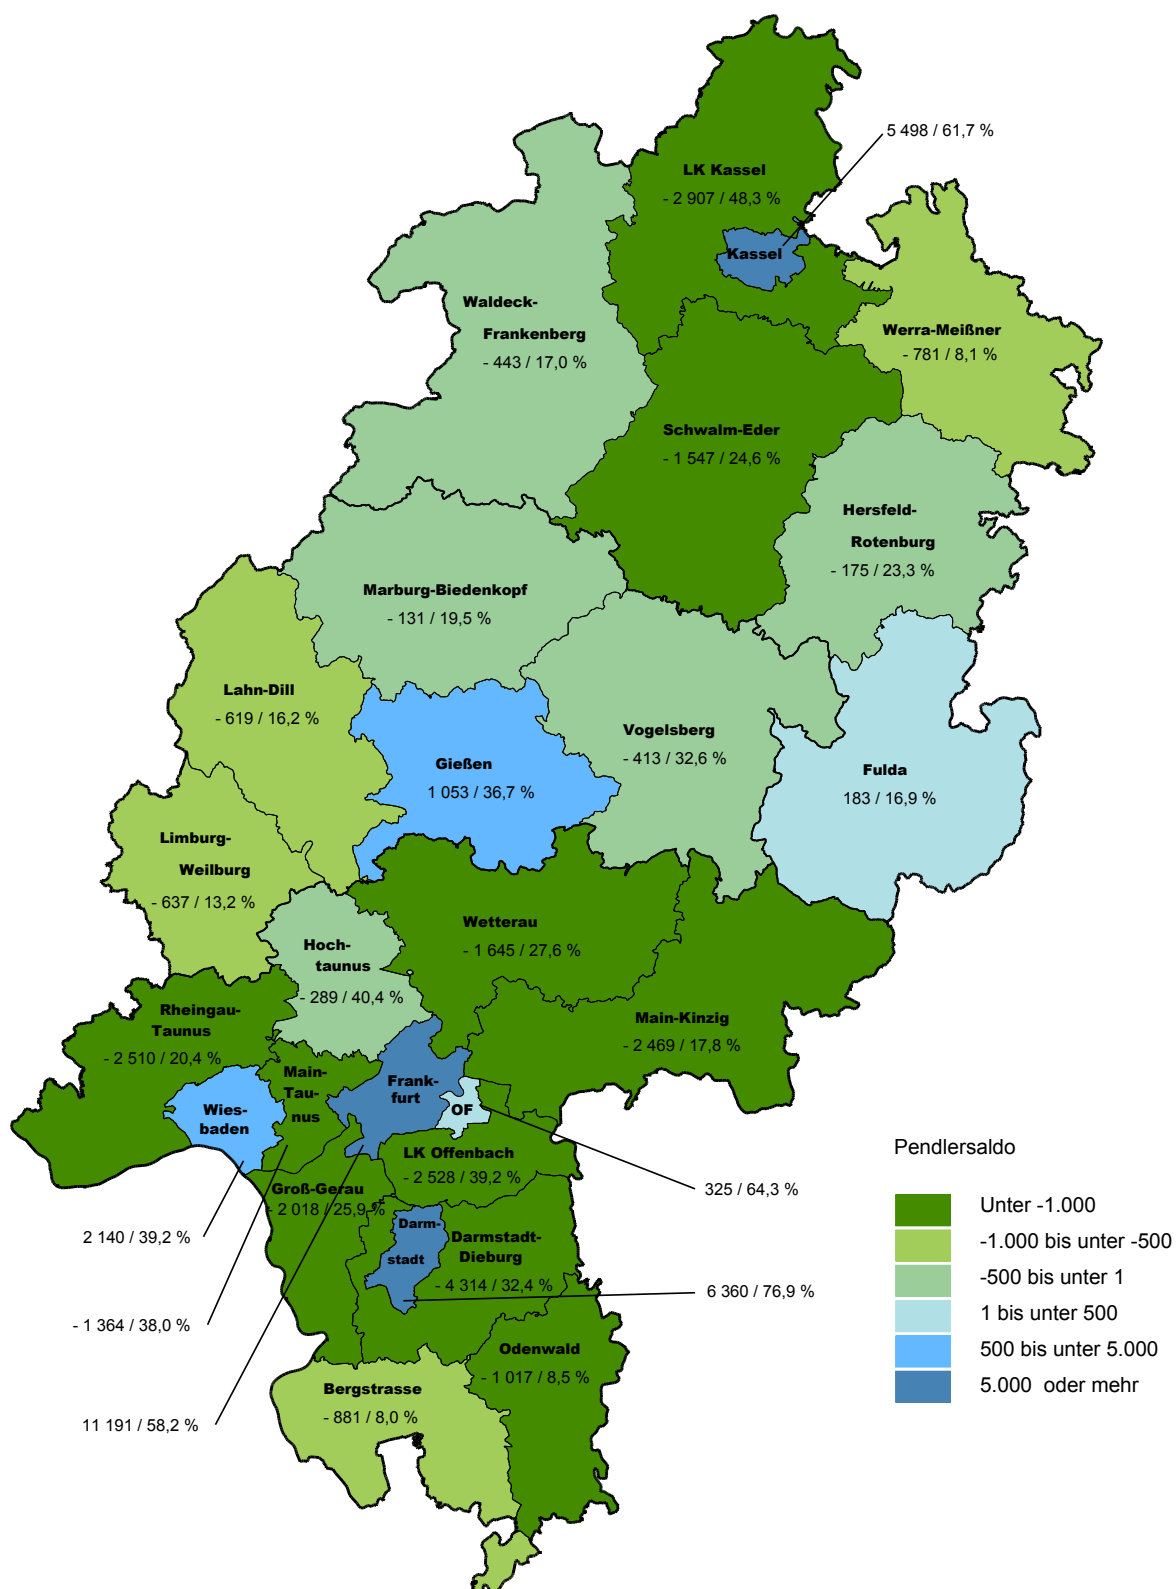 5 498 / 61,7 %
LK Kassel
- 2 907 / 48,3 %
Kassel
Waldeck-
Frankenberg
- 443 / 17,0 %
Werra-Meißner
- 781 / 8,1 %
Schwalm-Eder
- 1 547 / 24,6 %
Hersfeld-
Rotenburg
- 175 / 23,3 %
Marburg-Biedenkopf
- 131 / 19,5 %
Lahn-Dill
- 619 / 16,2 %
Vogelsberg
- 413 / 32,6 %
Gießen
1 053 / 36,7 %
Fulda
183 / 16,9 %
Limburg-
Weilburg
- 637 / 13,2 %
Wetterau
- 1 645 / 27,6 %
Hoch-
taunus
- 289 / 40,4 %
Rheingau-
Taunus
- 2 510 / 20,4 %
Main-Kinzig
- 2 469 / 17,8 %
Main-
Tau-
nus
Frank-
furt
OF
Wies-
baden
LK Offenbach
- 2 528 / 39,2 %
325 / 64,3 %
Groß-Gerau
- 2 018 / 25,9 %
2 140 / 39,2 %
Darm-
stadt
Darmstadt-
Dieburg
- 4 314 / 32,4 %
6 360 / 76,9 %
- 1 364 / 38,0 %
Odenwald
- 1 017 / 8,5 %
Bergstrasse
- 881 / 8,0 %
11 191 / 58,2 %
Pendlersaldo
Unter -1.000
-1.000 bis unter -500
-500 bis unter 1
1 bis unter 500
500 bis unter 5.000
5.000 oder mehr